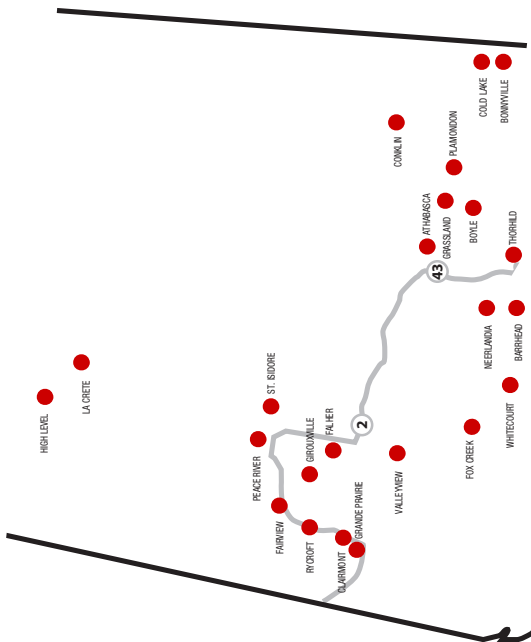 HIGH LEVEL
LA CRETE
PEACE RIVER
ST. ISIDORE
FAIRVIEW
GIROUXVILLE
FALHER
RYCROFT
CLAIRMONT
GRANDE PRAIRIE
2
VALLEYVIEW
CONKLIN
ATHABASCA
43
GRASSLAND
PLAMONDON
BOYLE
FOX CREEK
NEERLANDIA
COLD LAKE
BONNYVILLE
WHITECOURT
BARRHEAD
THORHILD